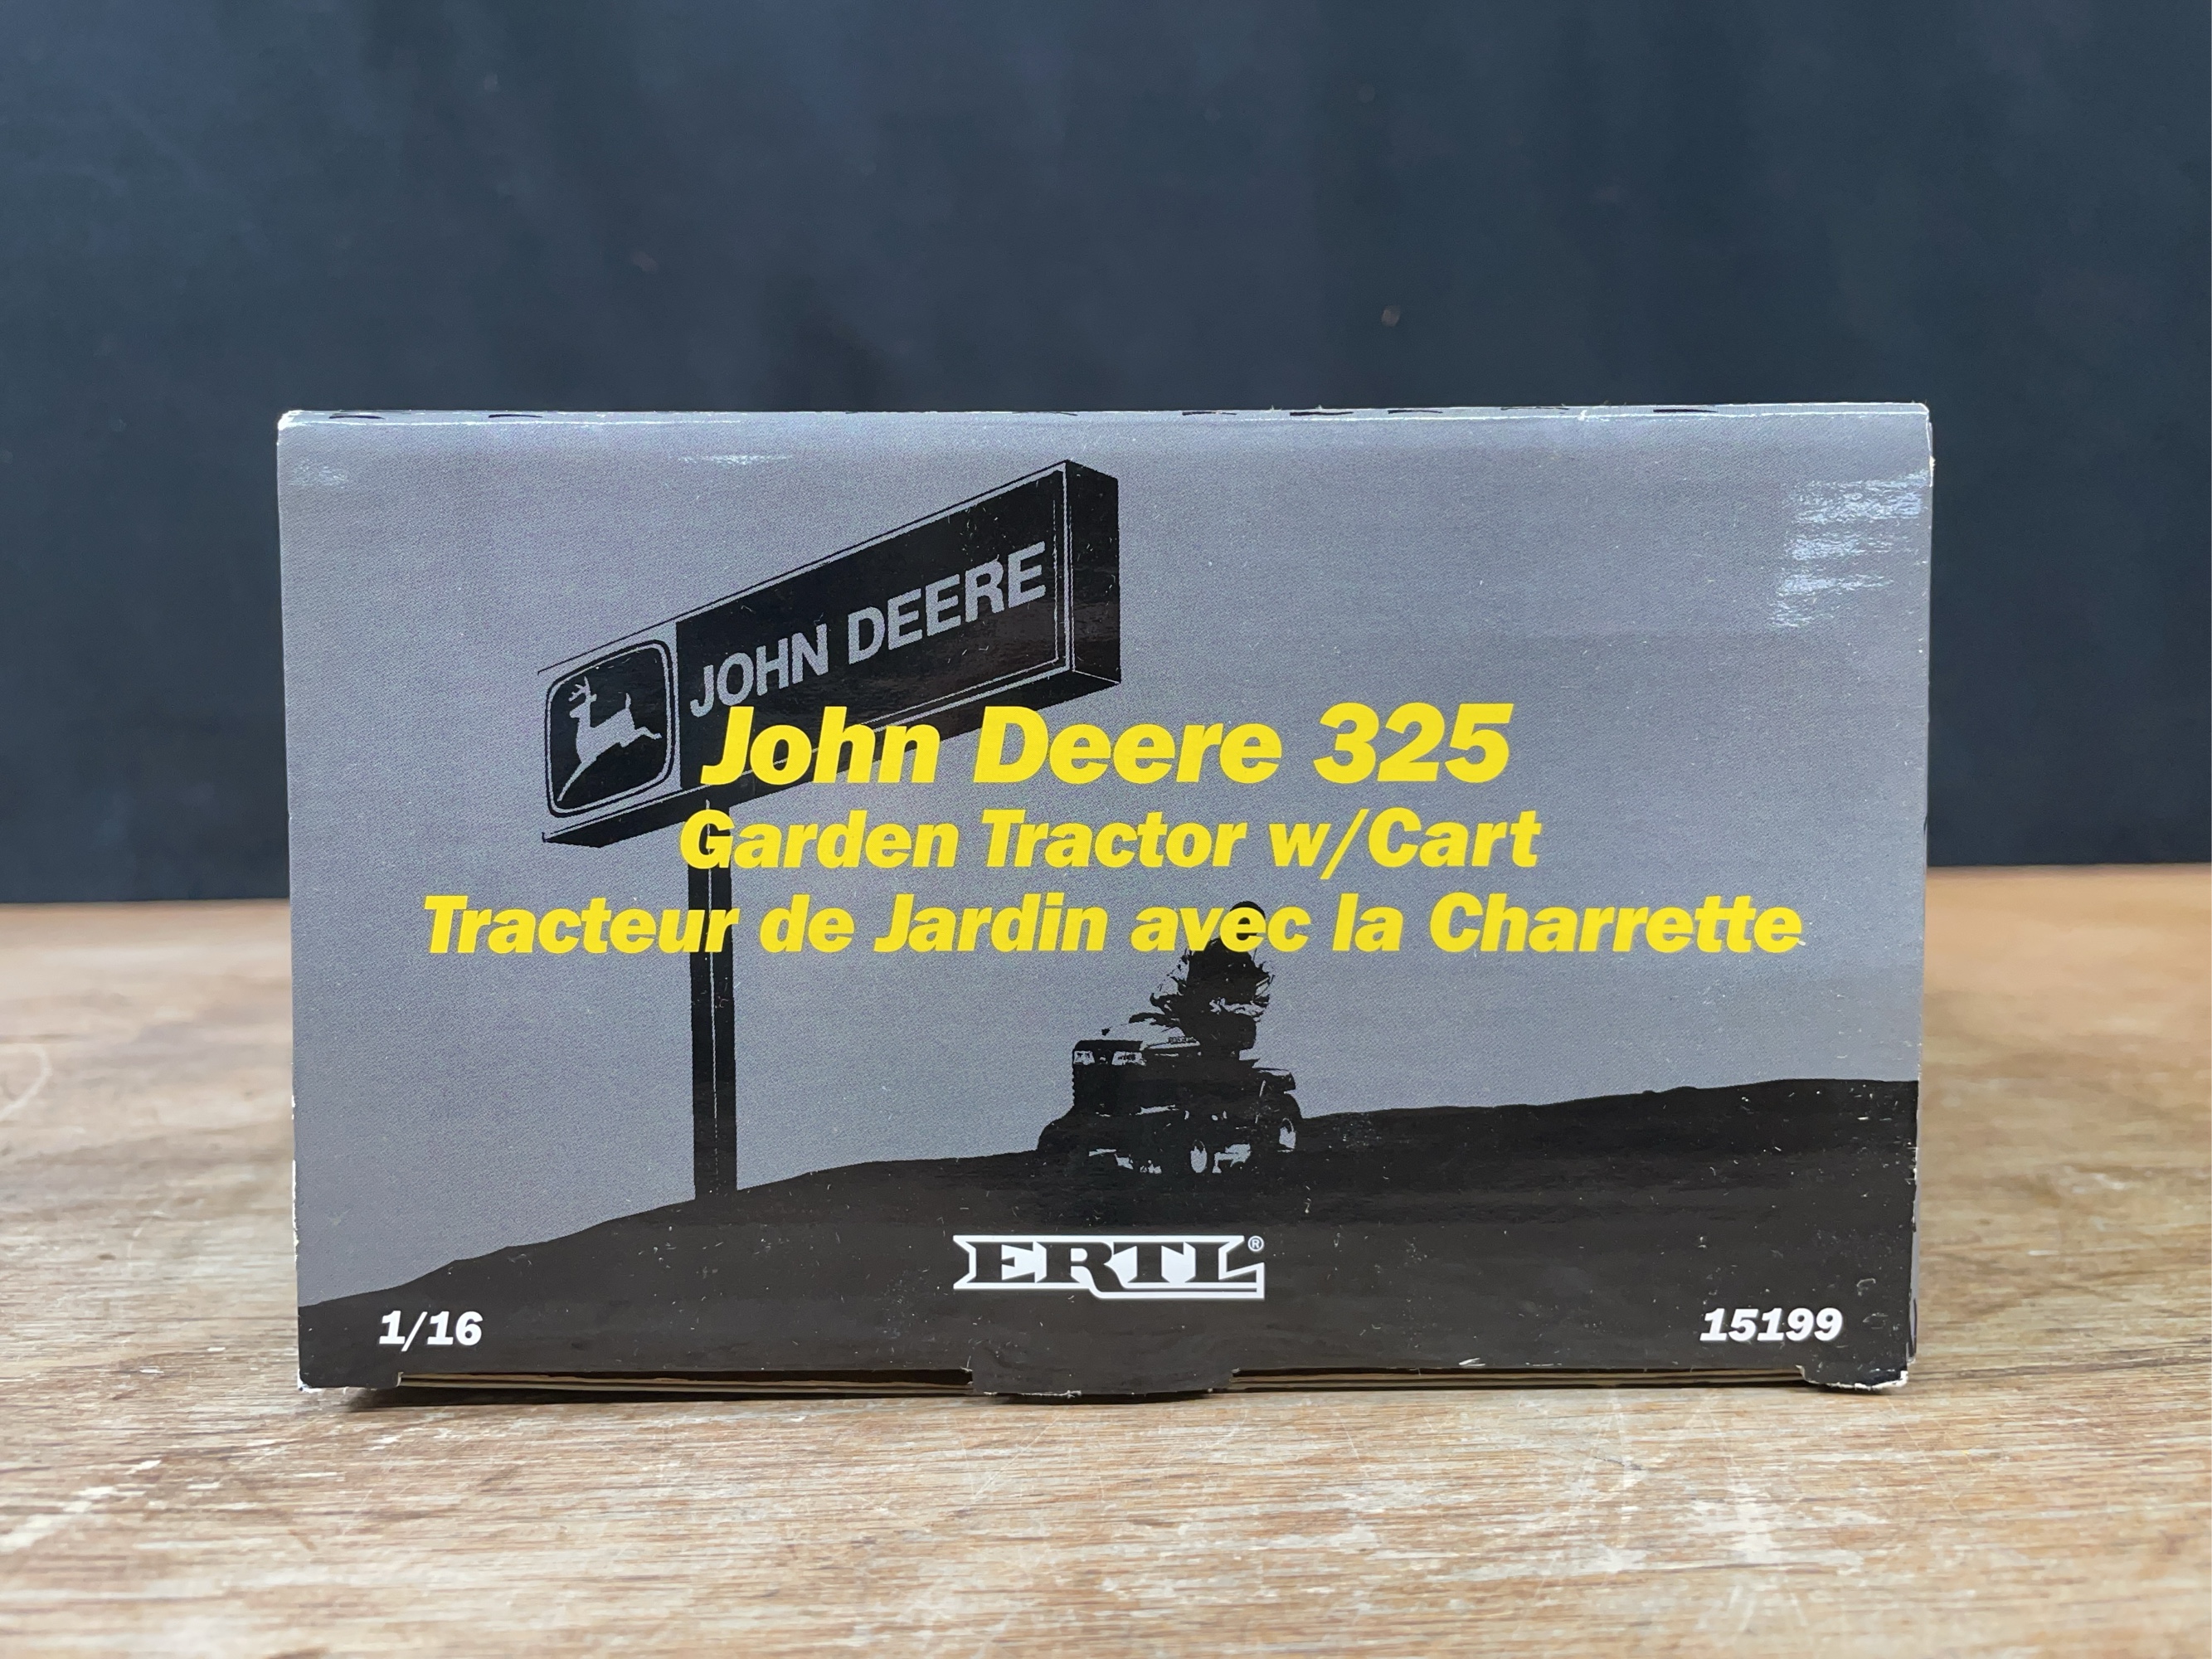 JOHN DEERE
John Deere 325
Garden Tractor w/Cart
Tracteur de Jardin avec la Charrette
ERTL®
1/16
15199